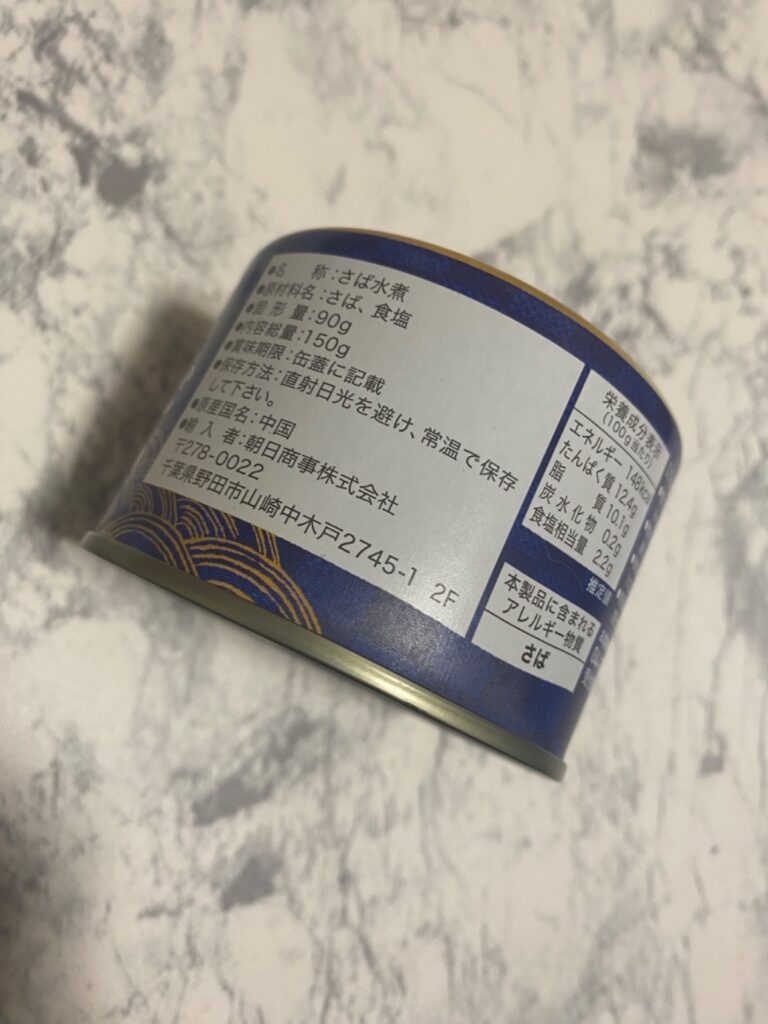 ●名　称：さば水煮
●原材料名：さば、食塩
●固形量：90g
●内容総量：150g
●賞味期限：缶蓋に記載
●保存方法：直射日光を避け、常温で保存
して下さい。
●原産国名：中国
●輸入者：朝日商事株式会社
〒278-0022
千葉県野田市山崎中木戸2745-1 2F
栄養成分表示
(100g当たり)
エネルギー 148kcal
たんぱく質 12.4g
脂質 10.1g
炭水化物 0.2g
食塩相当量 2.2g
推定値
本製品に含まれる
アレルギー物質
さば